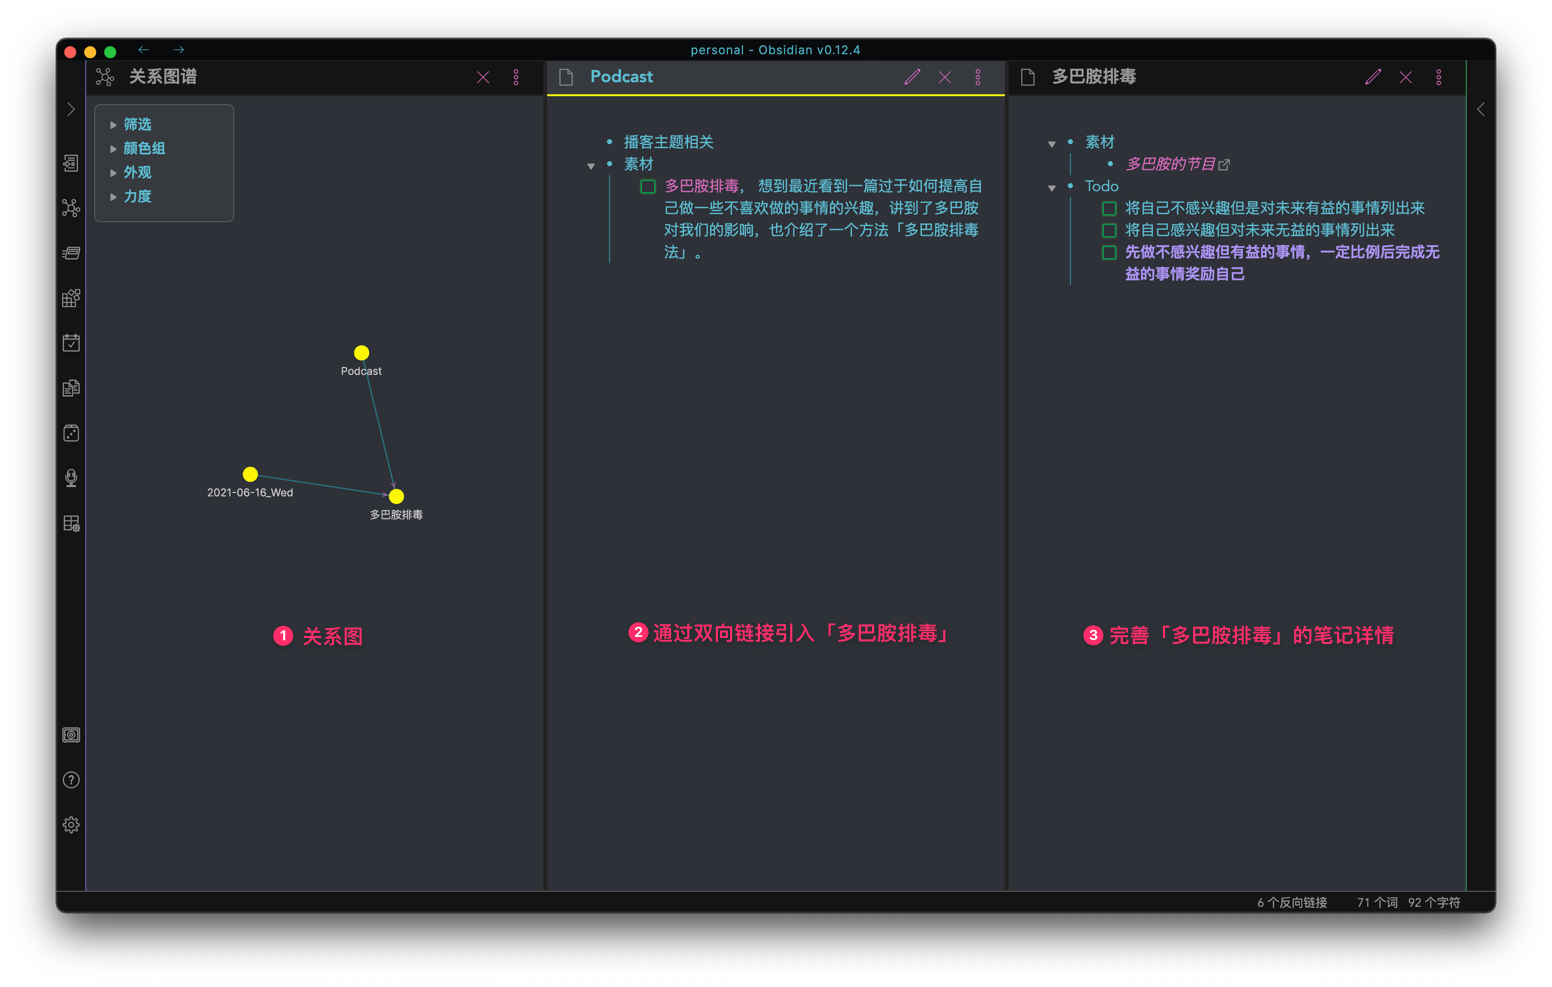 personal - Obsidian v0.12.4
关系图谱
筛选
颜色组
外观
力度
Podcast
2021-06-16_Wed
多巴胺排毒
1 关系图
Podcast
播客主题相关
素材
多巴胺排毒， 想到最近看到一篇过于如何提高自
己做一些不喜欢做的事情的兴趣，讲到了多巴胺
对我们的影响，也介绍了一个方法「多巴胺排毒
法」。
2 通过双向链接引入「多巴胺排毒」
多巴胺排毒
素材
多巴胺的节目
Todo
将自己不感兴趣但是对未来有益的事情列出来
将自己感兴趣但对未来无益的事情列出来
先做不感兴趣但有益的事情，一定比例后完成无
益的事情奖励自己
3 完善「多巴胺排毒」的笔记详情
6 个反向链接 71 个词 92 个字符